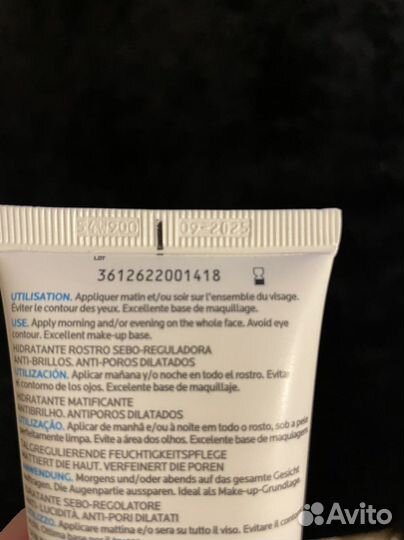 09-2025
LOT
3612622001418
UTILISATION. Appliquer matin et/ou soir sur l'ensemble du visage.
Éviter le contour des yeux. Excellente base de maquillage.
USE. Apply morning and/or evening on the whole face. Avoid eye
contour. Excellent make-up base.
HIDRATANTE ROSTRO SEBO-REGULADORA
ANTI-BRILLOS. ANTI-POROS DILATADOS
UTILIZACIÓN. Aplicar mañana y/o noche en todo el rostro. Evitar
el contorno de los ojos. Excelente base de maquillaje.
HIDRATANTE MATIFICANTE
ANTIBRILHO. ANTIPOROS DILATADOS
UTILIZAÇÃO. Aplicar de manhã e/ou à noite em todo o rosto, sob a pele
perfeitamente limpa. Evite a área dos olhos. Excelente base de maquiagem
TALGREGULIERENDE FEUCHTIGKEITSPFLEGE
MATTIERT DIE HAUT. VERFEINERT DIE POREN
ANWENDUNG. Morgens und/oder abends auf das gesamte Gesicht
auftragen. Die Augenpartie aussparen. Ideal als Make-up-Grundlage
IDRATANTE SEBO-REGOLATORE
ANTI-LUCIDITÀ. ANTI-PORI DILATATI
UTILIZZO. Applicare mattina e/o sera su tutto il viso. Evitare il contorno
Ottima base per
Avito